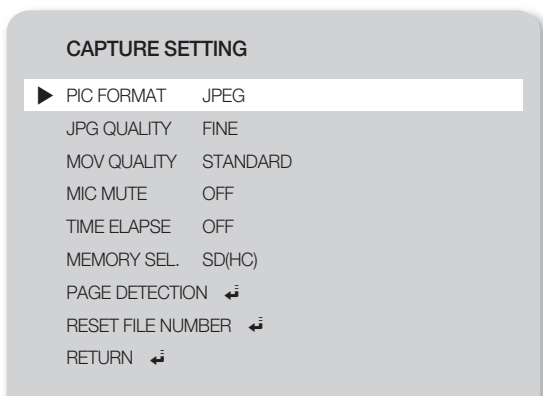 CAPTURE SETTING
PIC FORMAT JPEG
JPG QUALITY FINE
MOV QUALITY STANDARD
MIC MUTE OFF
TIME ELAPSE OFF
MEMORY SEL. SD(HC)
PAGE DETECTION
RESET FILE NUMBER
RETURN